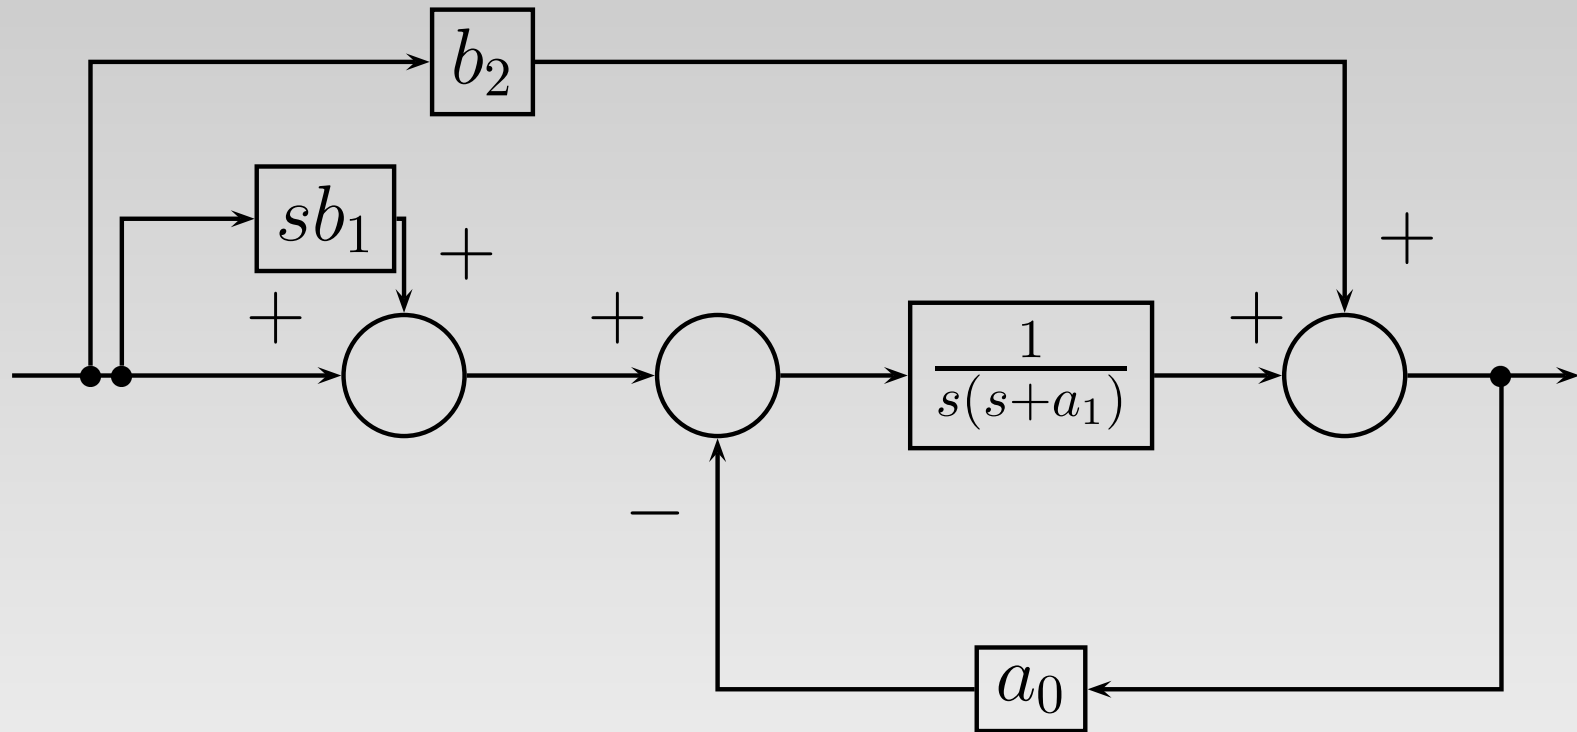 b₂
sb₁
+
+
+
+
+
1
s(s+a₁)
−
a₀